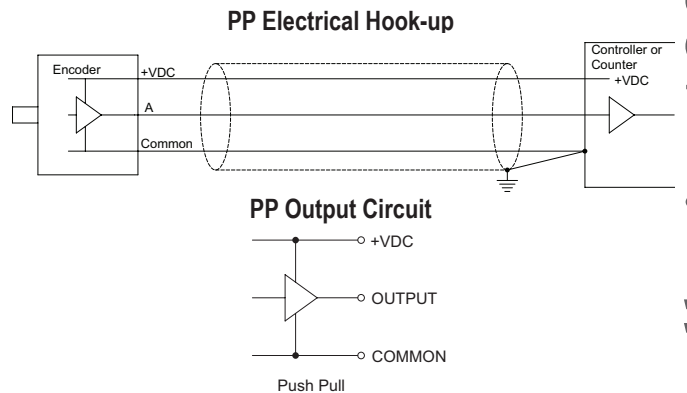 PP Electrical Hook-up
Controller or
Counter
+VDC
Encoder
+VDC
A
Common
PP Output Circuit
+VDC
OUTPUT
COMMON
Push Pull